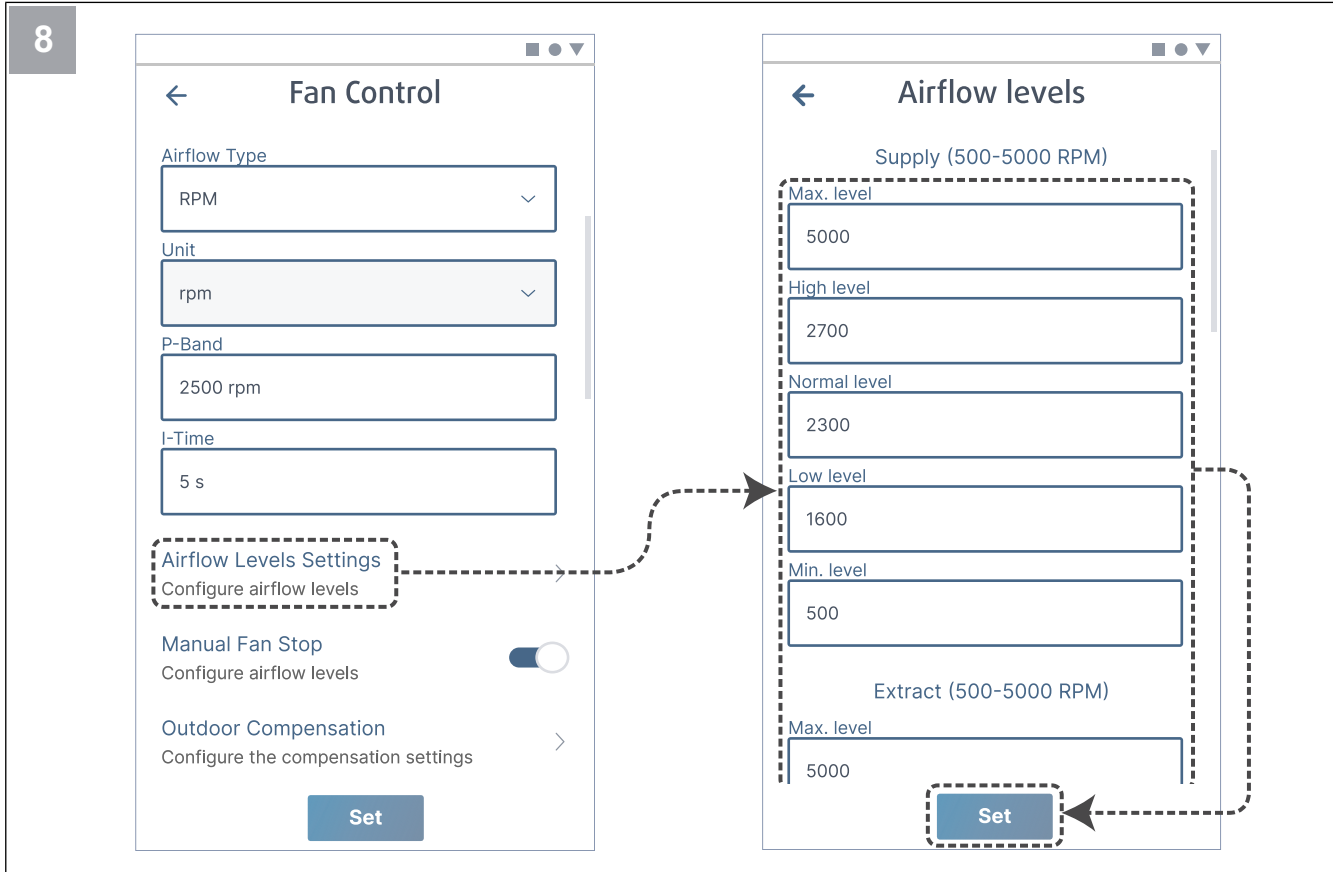 8
Fan Control
Airflow Type
RPM
Unit
rpm
P-Band
2500 rpm
I-Time
5 s
Airflow Levels Settings
Configure airflow levels
Manual Fan Stop
Configure airflow levels
Outdoor Compensation
Configure the compensation settings
Set
Airflow levels
Supply (500-5000 RPM)
Max. level
5000
High level
2700
Normal level
2300
Low level
1600
Min. level
500
Extract (500-5000 RPM)
Max. level
5000
Set